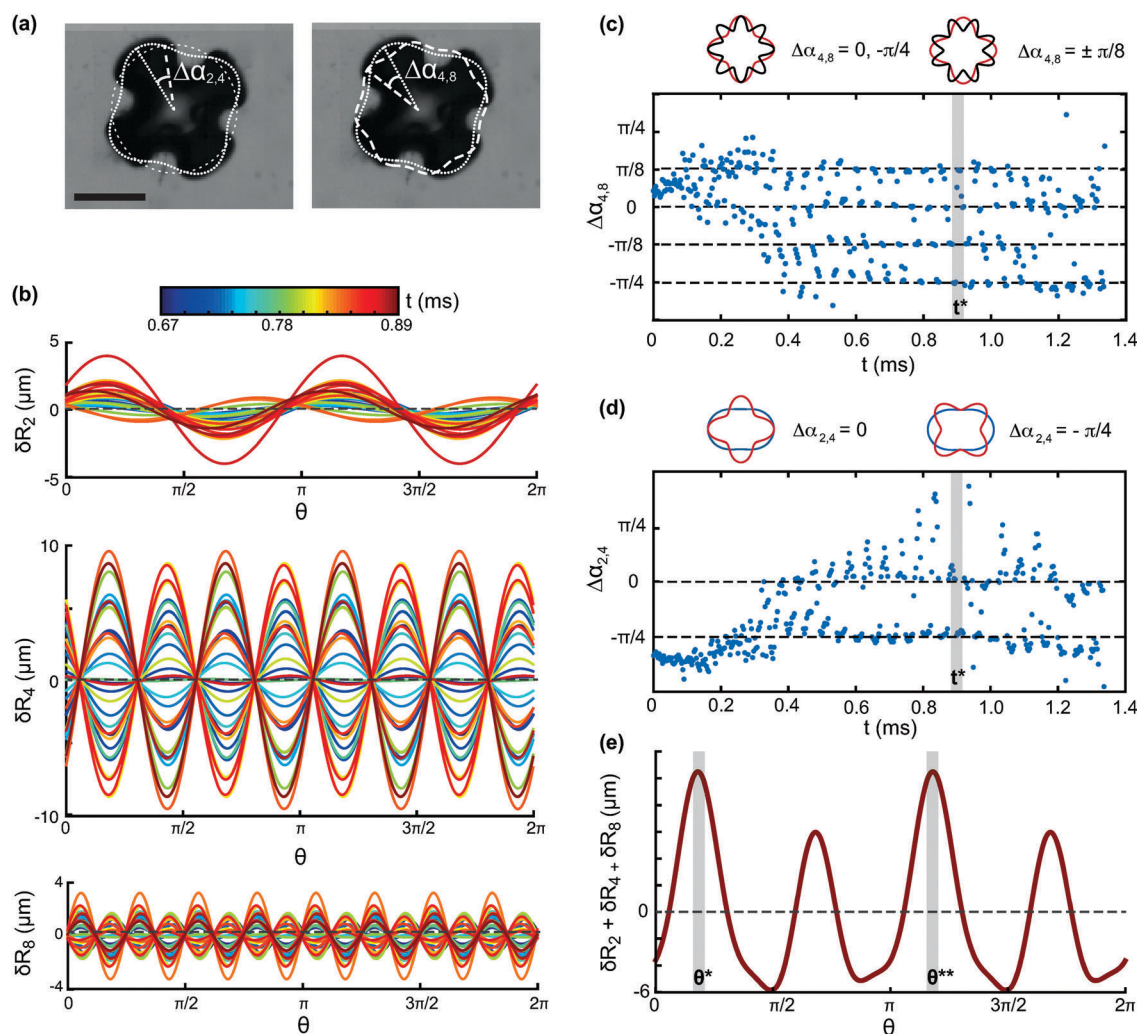 (a)
Δα2,4
Δα4,8
(b)
t (ms)
0.67 0.78 0.89
δR2 (μm)
5
0
-5
0 π/2 π 3π/2 2π
θ
δR4 (μm)
10
0
-10
0 π/2 π 3π/2 2π
θ
δR8 (μm)
4
0
-4
0 π/2 π 3π/2 2π
θ
(c)
Δα4,8 = 0, -π/4
Δα4,8 = ± π/8
Δα4,8
π/4
π/8
0
-π/8
-π/4
t*
0 0.2 0.4 0.6 0.8 1.0 1.2 1.4
t (ms)
(d)
Δα2,4 = 0
Δα2,4 = - π/4
Δα2,4
π/4
0
-π/4
t*
0 0.2 0.4 0.6 0.8 1.0 1.2 1.4
t (ms)
(e)
δR2 + δR4 + δR8 (μm)
0
-6
θ* θ**
0 π/2 π 3π/2 2π
θ